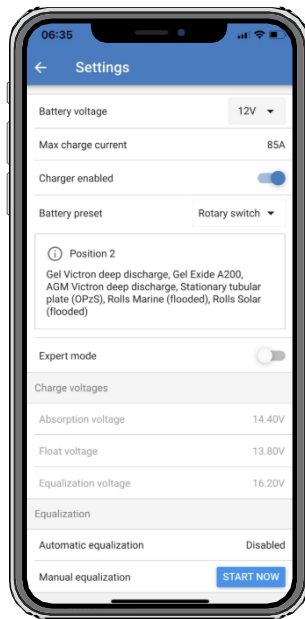 06:35
Settings
Battery voltage 12V
Max charge current 85A
Charger enabled
Battery preset Rotary switch
Position 2
Gel Victron deep discharge, Gel Exide A200,
AGM Victron deep discharge, Stationary tubular
plate (OPzS), Rolls Marine (flooded), Rolls Solar
(flooded)
Expert mode
Charge voltages
Absorption voltage 14.40V
Float voltage 13.80V
Equalization voltage 16.20V
Equalization
Automatic equalization Disabled
Manual equalization START NOW